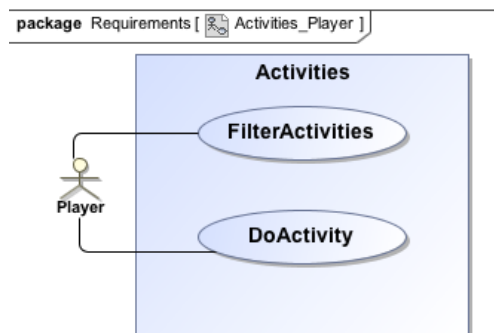 package Requirements [ Activities_Player ]
Activities
FilterActivities
Player
DoActivity